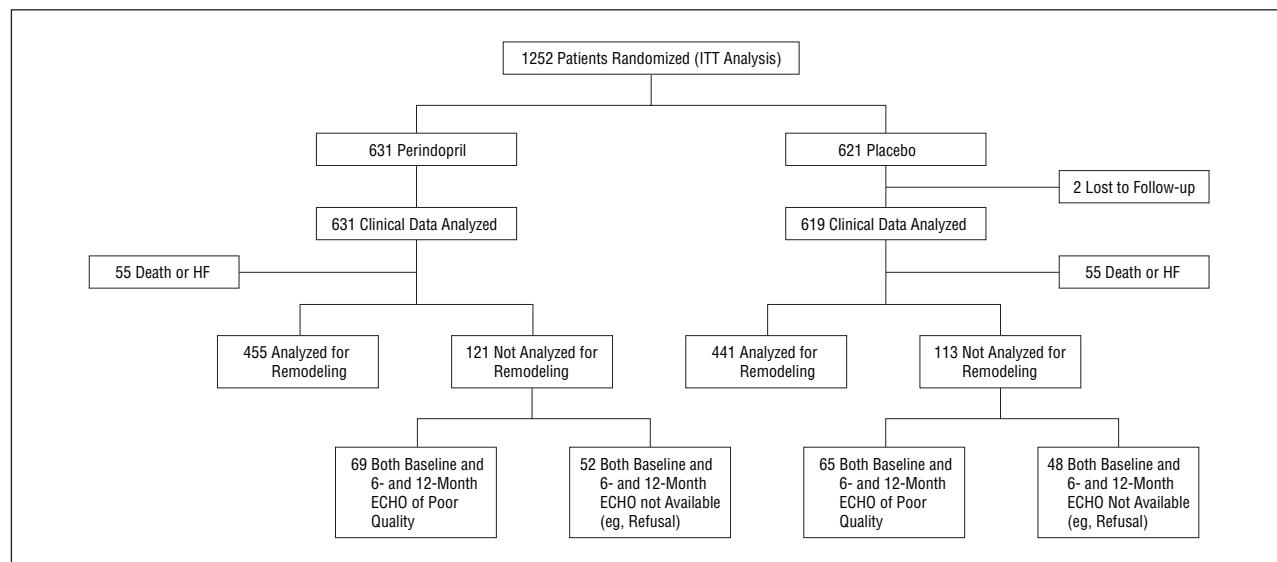 1252 Patients Randomized (ITT Analysis)
631 Perindopril
621 Placebo
2 Lost to Follow-up
631 Clinical Data Analyzed
619 Clinical Data Analyzed
55 Death or HF
55 Death or HF
455 Analyzed for
Remodeling
121 Not Analyzed for
Remodeling
441 Analyzed for
Remodeling
113 Not Analyzed for
Remodeling
69 Both Baseline and
6- and 12-Month
ECHO of Poor
Quality
52 Both Baseline and
6- and 12-Month
ECHO not Available
(eg, Refusal)
65 Both Baseline and
6- and 12-Month
ECHO of Poor
Quality
48 Both Baseline and
6- and 12-Month
ECHO Not Available
(eg, Refusal)